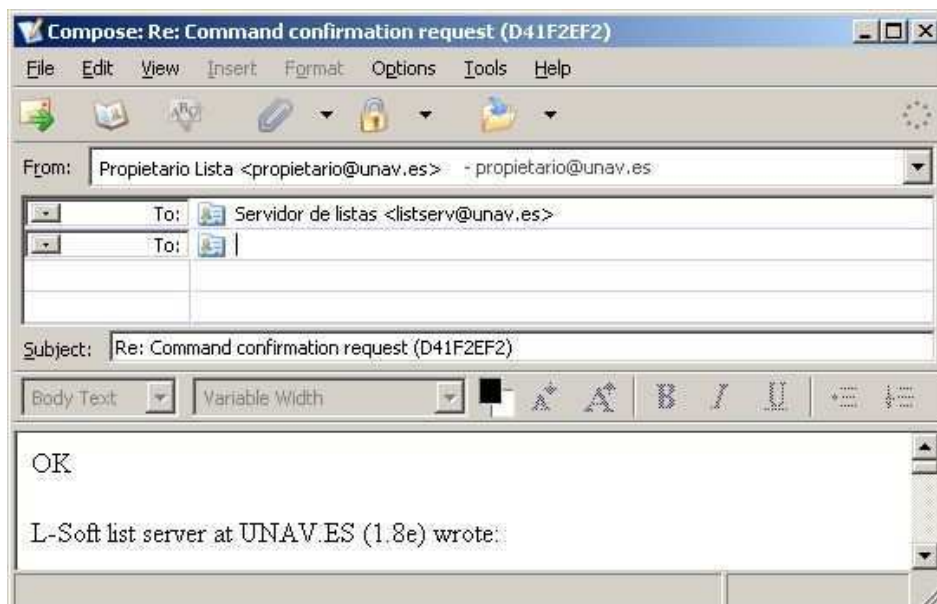 Compose: Re: Command confirmation request (D41F2EF2)
File Edit View Insert Format Options Tools Help
From: Propietario Lista <propietario@unav.es> - propietario@unav.es
To: Servidor de listas <listserv@unav.es>
To:
Subject: Re: Command confirmation request (D41F2EF2)
Body Text Variable Width A A B I U
OK
L-Soft list server at UNAV.ES (1.8e) wrote: